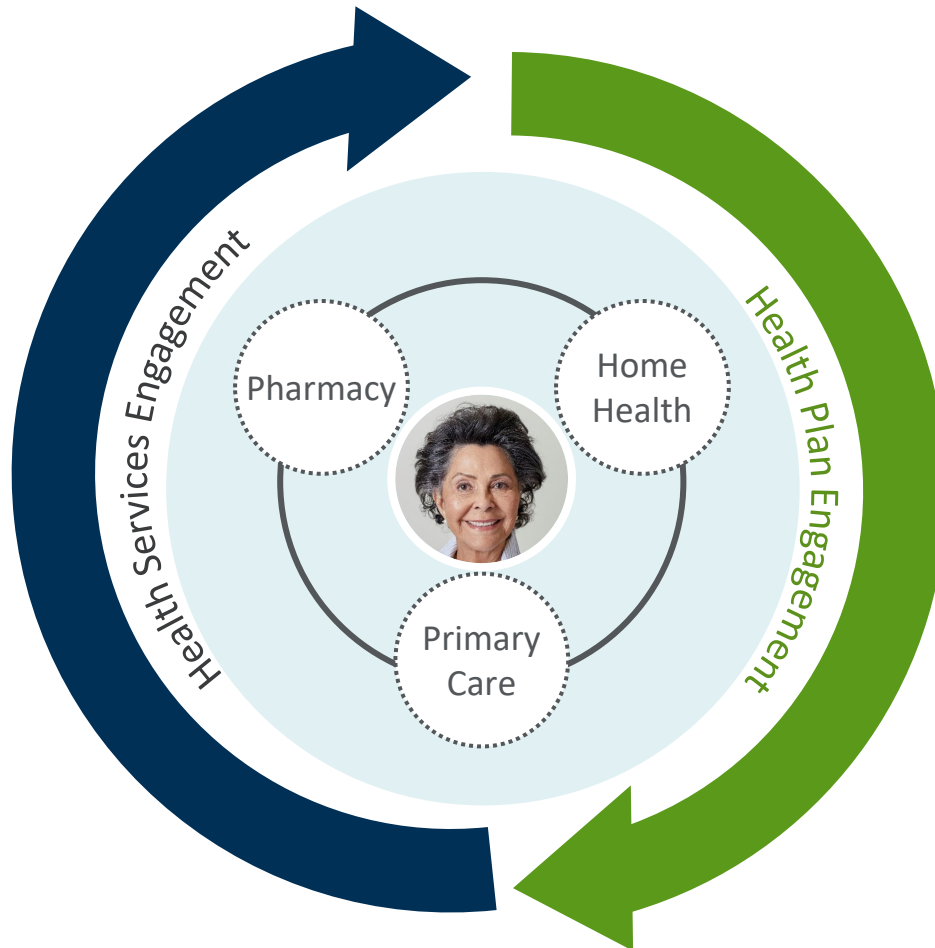 Health Services Engagement
Health Plan Engagement
Pharmacy
Home
Health
Primary
Care